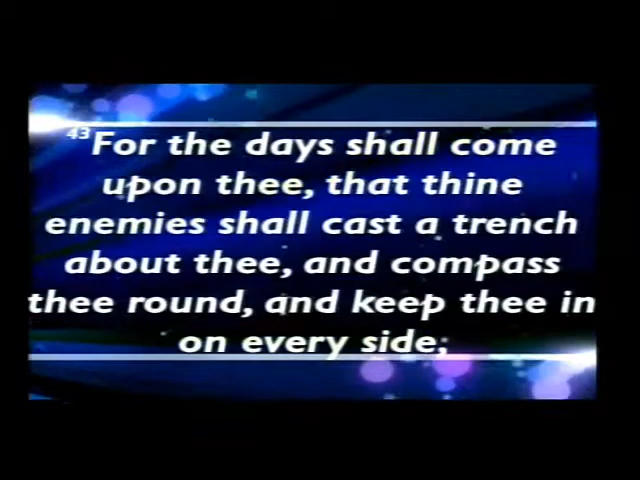 43 For the days shall come
upon thee, that thine
enemies shall cast a trench
about thee, and compass
thee round, and keep thee in
on every side;